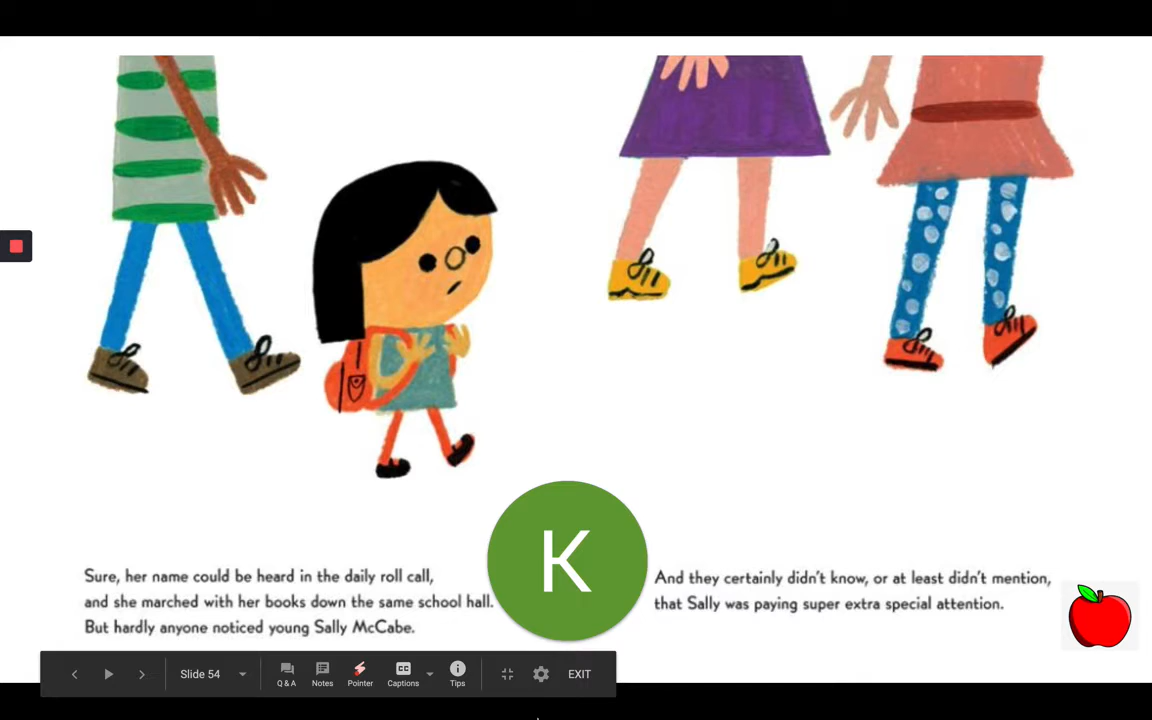 Sure, her name could be heard in the daily roll call,
and she marched with her books down the same school hall.
But hardly anyone noticed young Sally McCabe.
K
And they certainly didn't know, or at least didn't mention,
that Sally was paying super extra special attention.
Slide 54
Q & A
Notes
Pointer
CC
Captions
Tips
EXIT